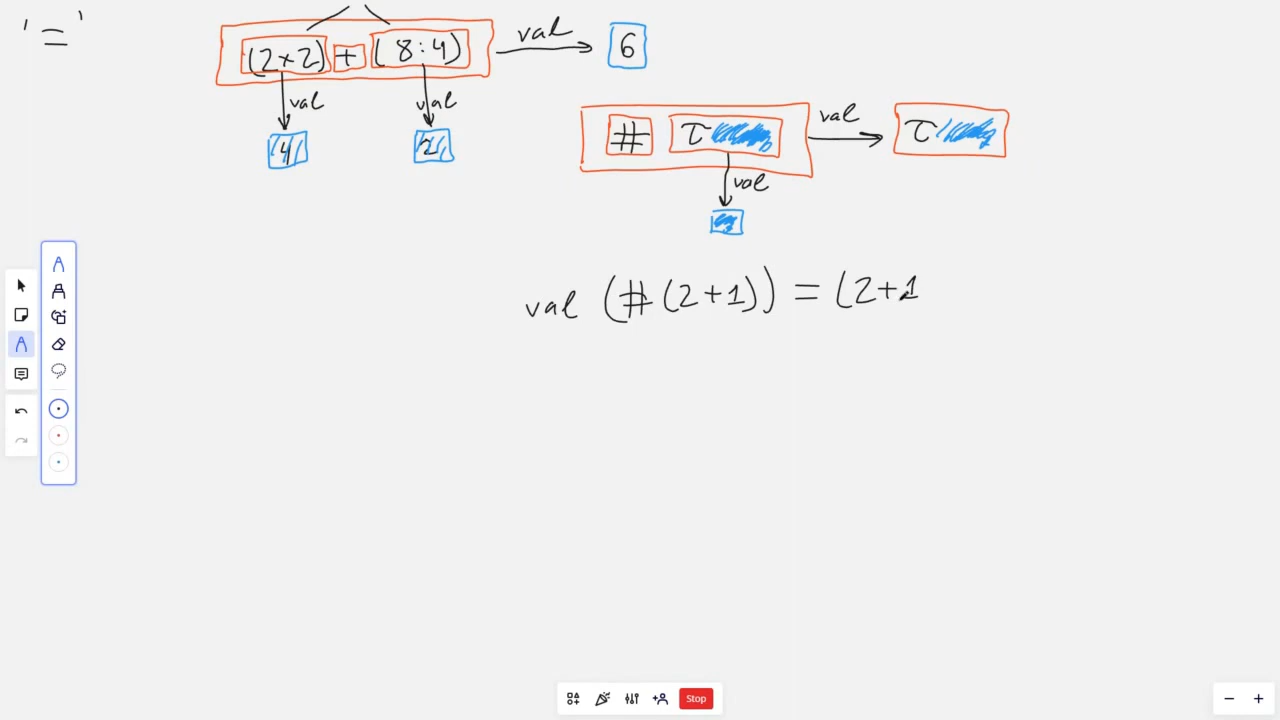 ' = '
(2×2) + (8:4) val 6
val val
4 2
# τ val τ
val
val (#(2+1)) = (2+1
Stop